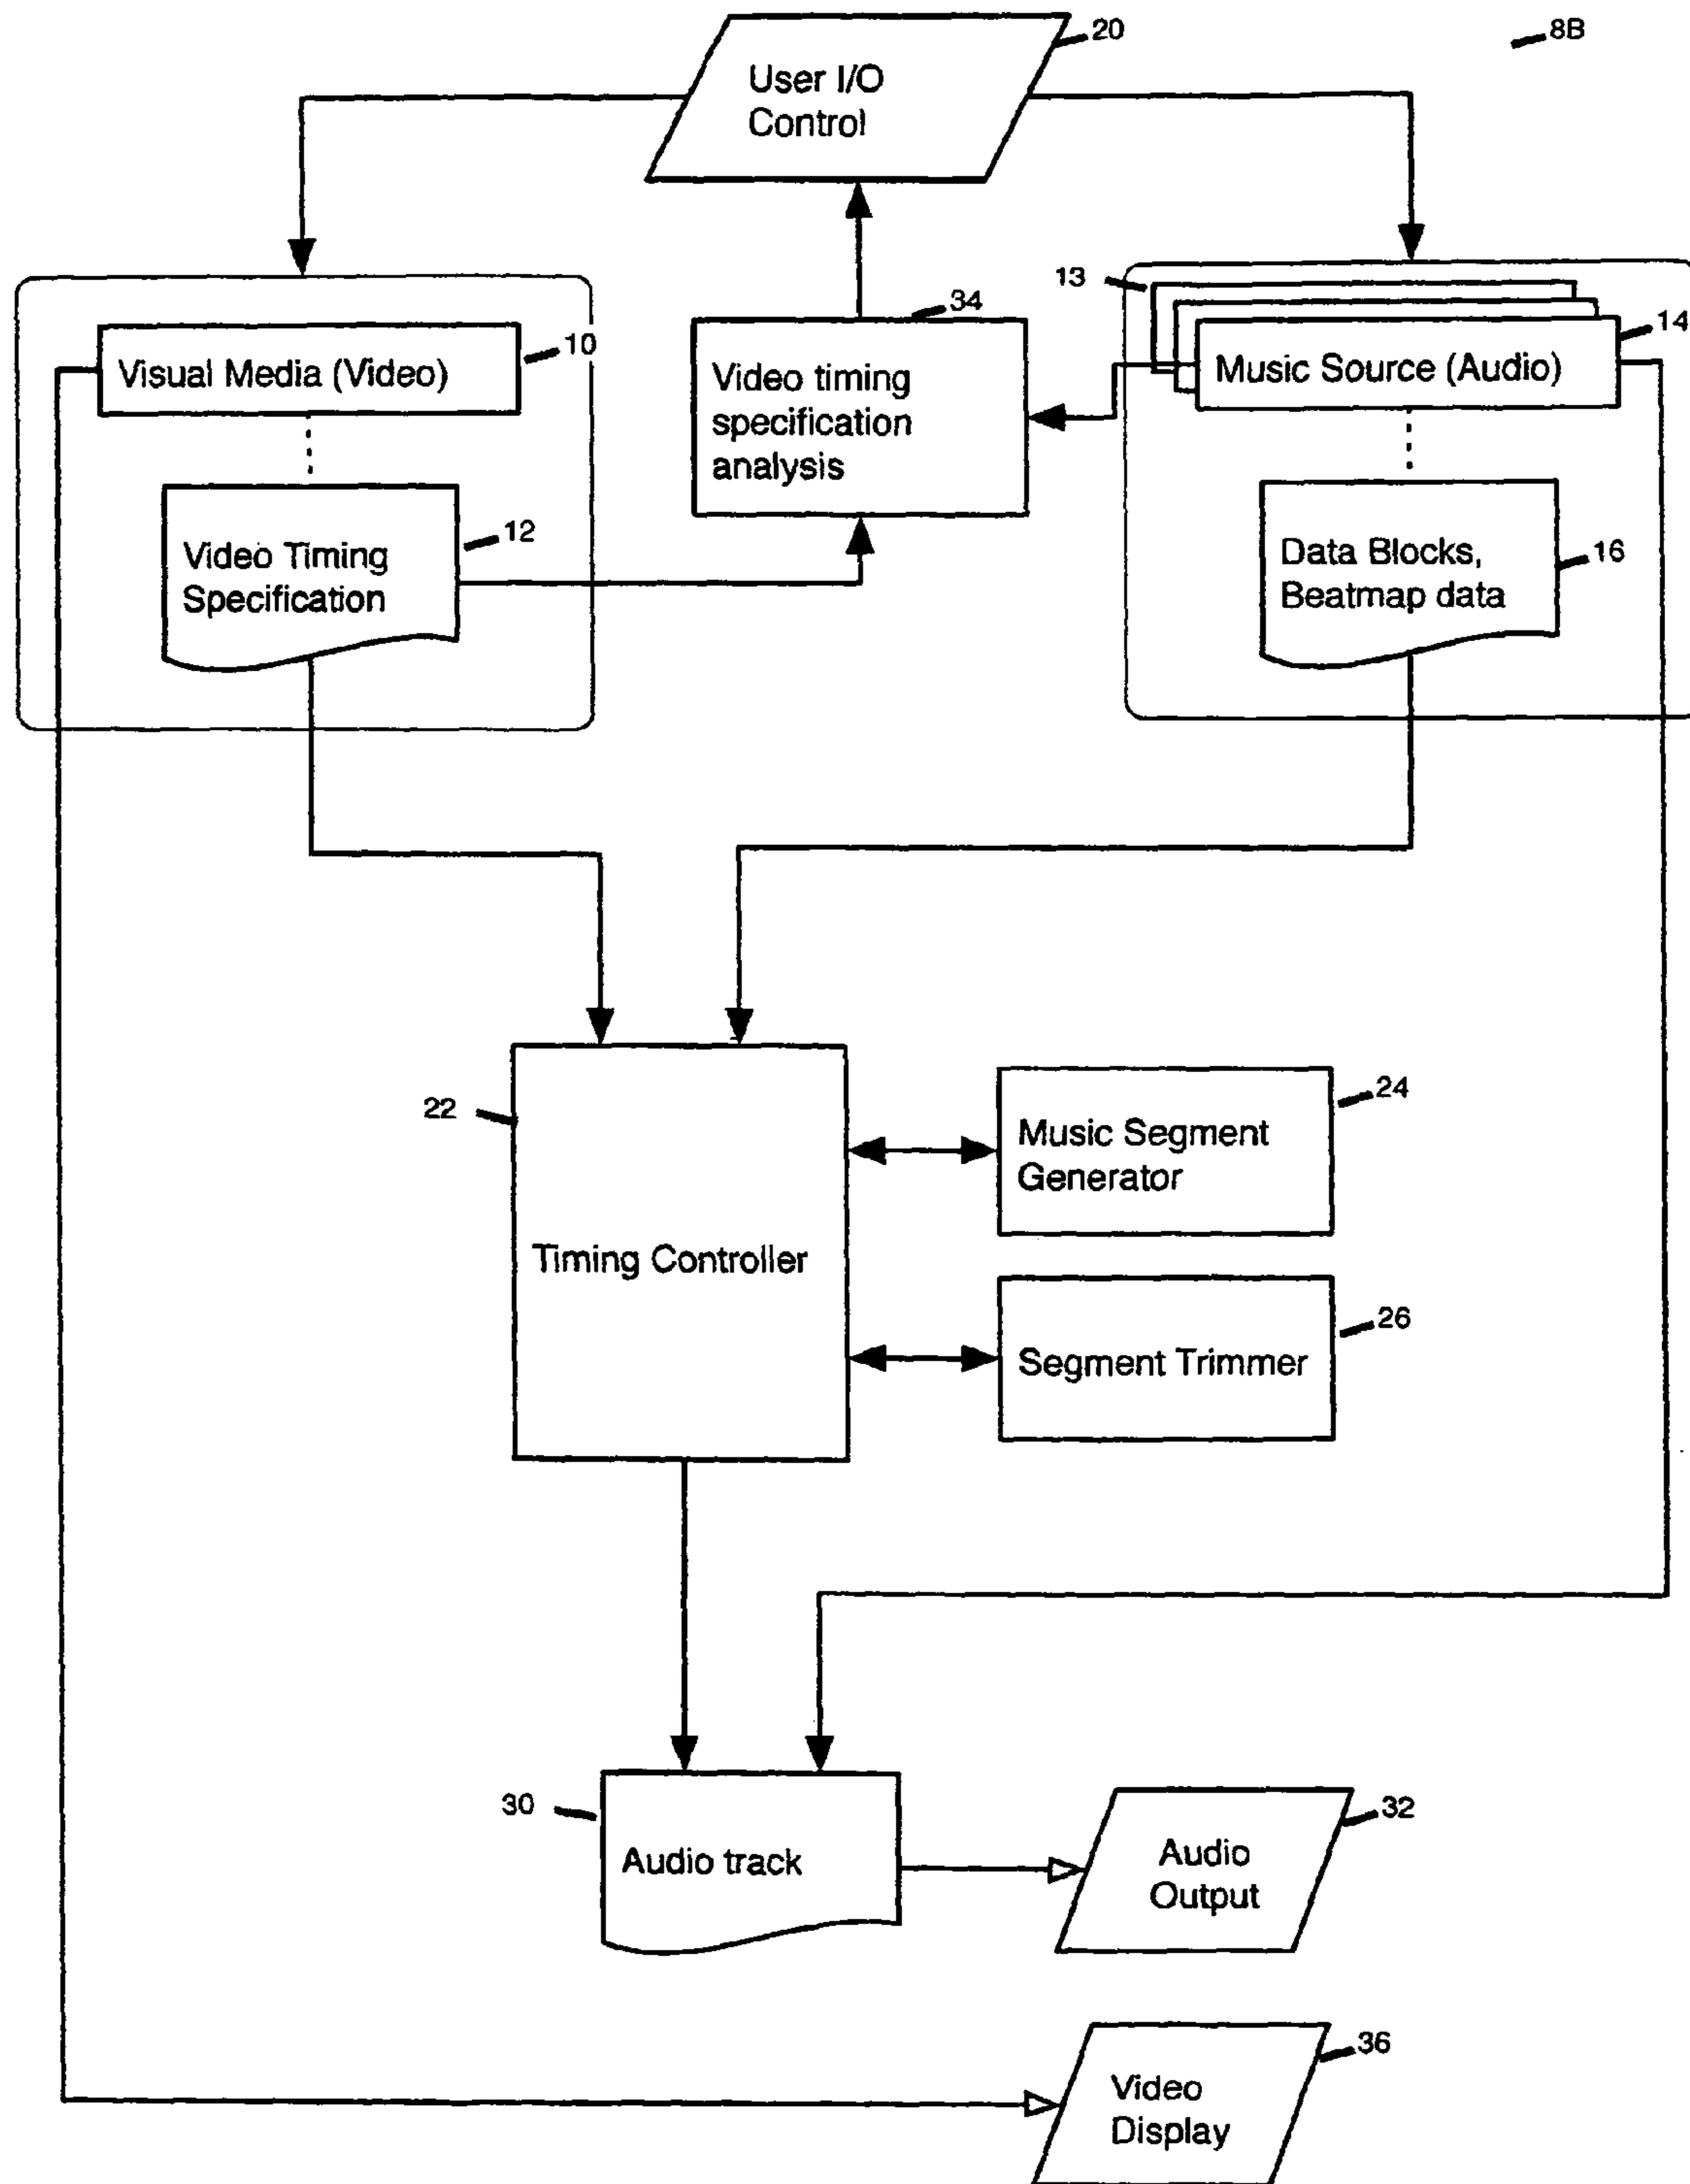 20
8B
User I/O
Control
13
34
14
10
Visual Media (Video)
Music Source (Audio)
Video timing
specification
analysis
12
Video Timing
Specification
16
Data Blocks,
Beatmap data
22
24
Music Segment
Generator
Timing Controller
26
Segment Trimmer
30
32
Audio track
Audio
Output
36
Video
Display